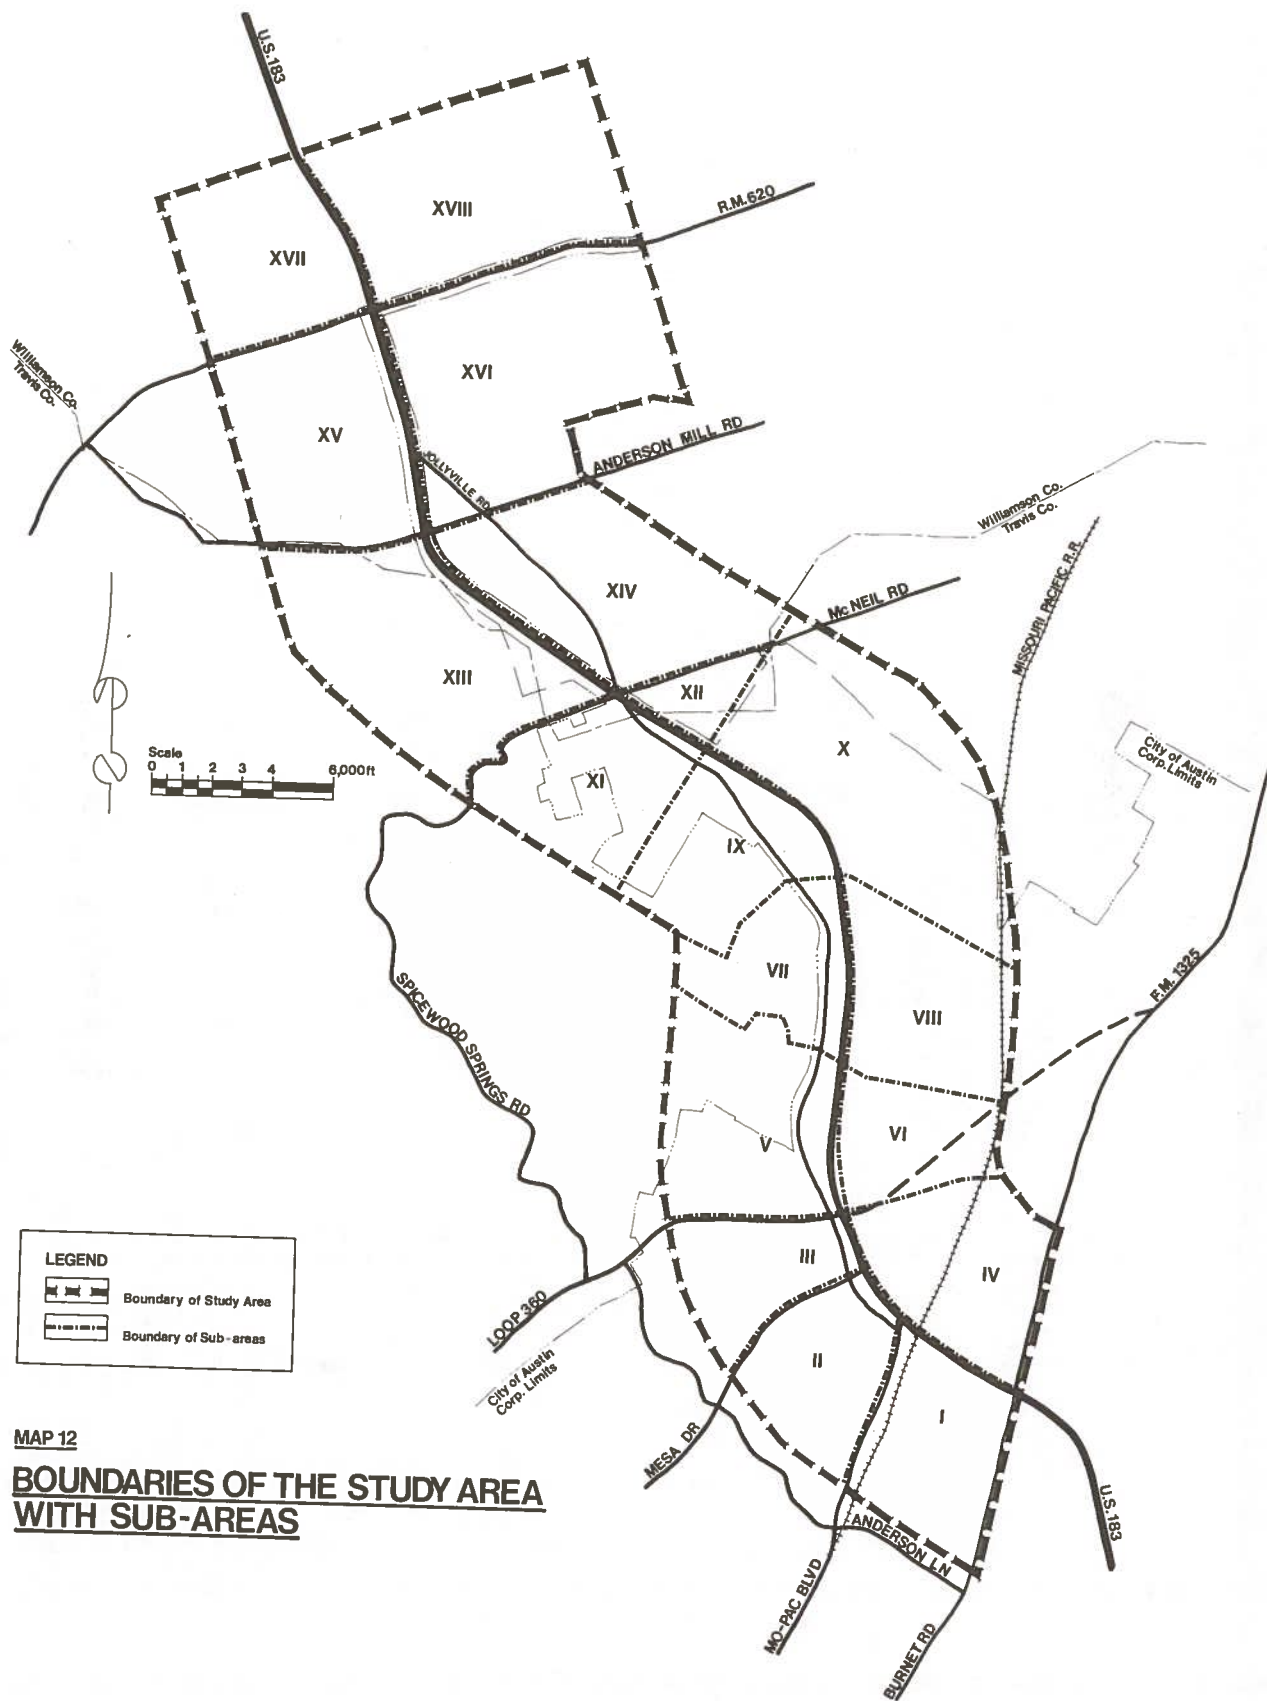 U.S.183
R.M.620
XVIII
XVII
Williamson Co.
Travis Co.
XVI
XV
ANDERSON MILL RD
JOLLYVILLE RD
Williamson Co.
Travis Co.
MISSOURI PACIFIC R.R.
XIV
Mc NEIL RD
XIII
XII
X
City of Austin
Corp. Limits
Scale
0 1 2 3 4 6,000ft
XI
IX
F.M. 1325
VII
SPICEWOOD SPRINGS RD
VIII
VI
V
III
IV
LEGEND
Boundary of Study Area
Boundary of Sub-areas
LOOP 360
City of Austin
Corp. Limits
II
I
MESA DR
MAP 12
BOUNDARIES OF THE STUDY AREA
WITH SUB-AREAS
U.S.183
ANDERSON LN
MO-PAC BLVD
BURNET RD